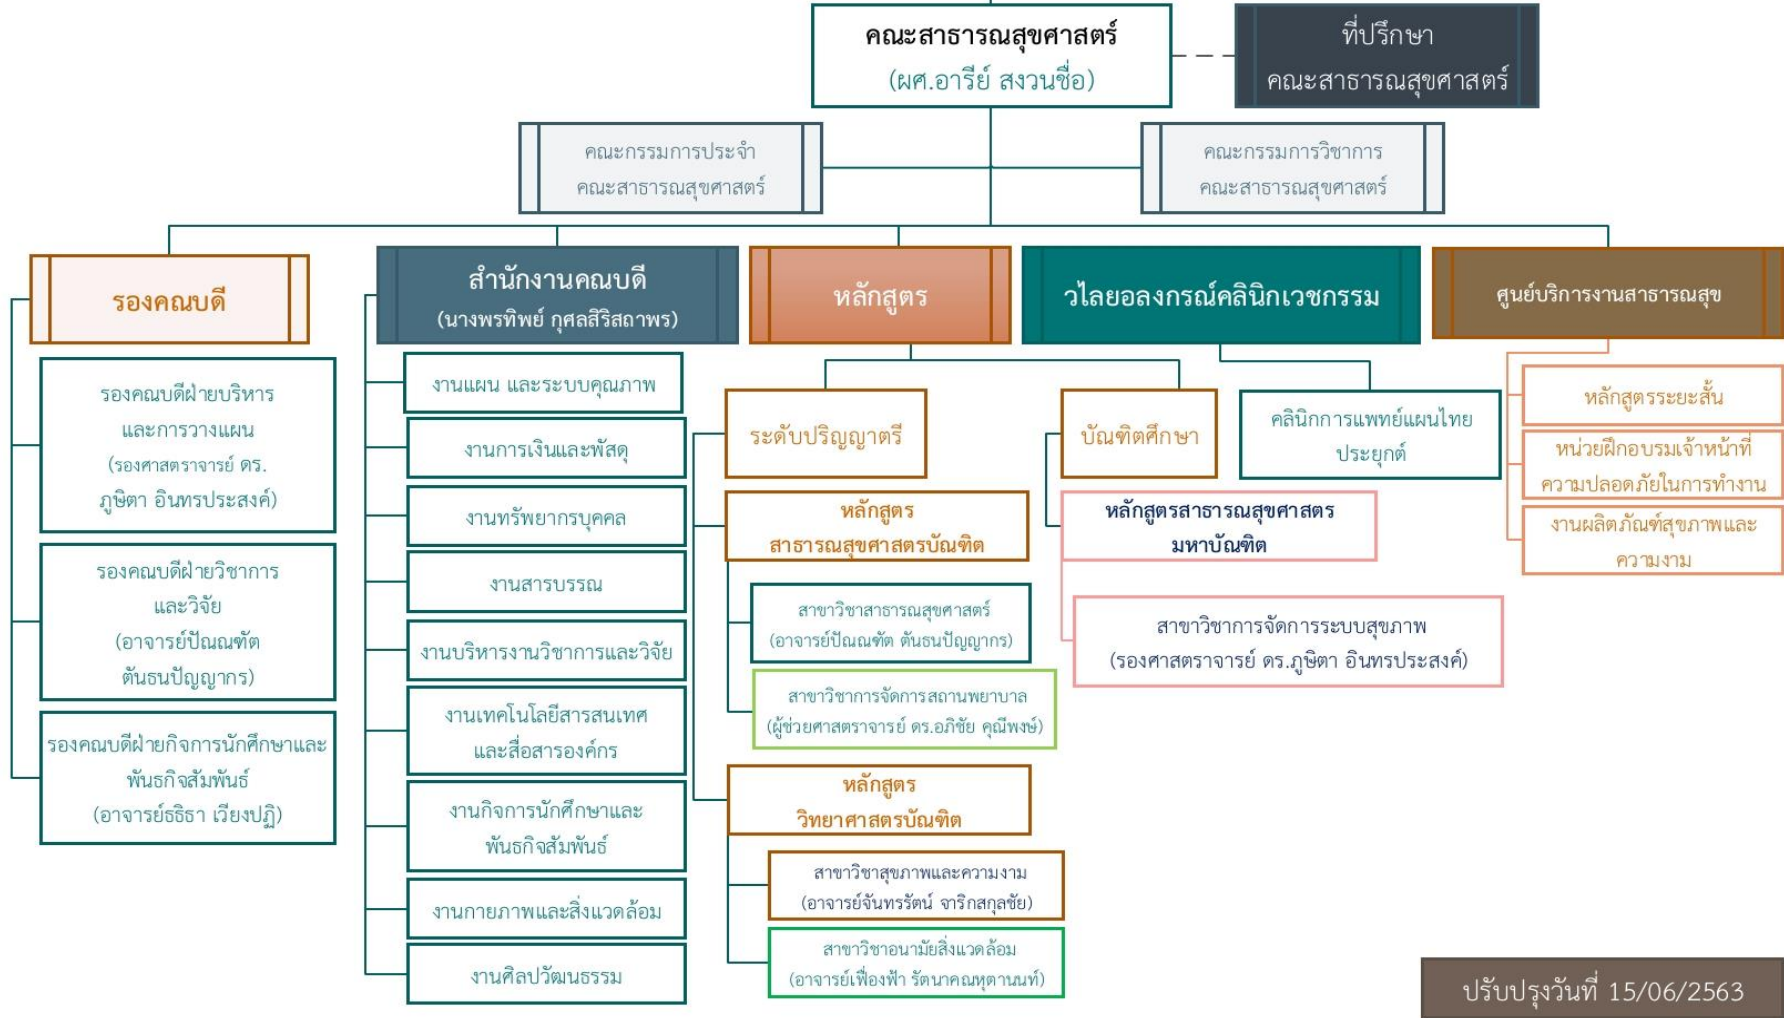 คณะสาธารณสุขศาสตร์
(ผศ.อารีย์ สงวนชื่อ)
ที่ปรึกษา
คณะสาธารณสุขศาสตร์
คณะกรรมการประจำ
คณะสาธารณสุขศาสตร์
คณะกรรมการวิชาการ
คณะสาธารณสุขศาสตร์
รองคณบดี
รองคณบดีฝ่ายบริหาร
และการวางแผน
(รองศาสตราจารย์ ดร.
ภูษิตา อินทรประสงค์)
รองคณบดีฝ่ายวิชาการ
และวิจัย
(อาจารย์ปัณณฑัต
ตันธนปัญญากร)
รองคณบดีฝ่ายกิจการนักศึกษาและ
พันธกิจสัมพันธ์
(อาจารย์ธธิธา เวียงปฏิ)
สำนักงานคณบดี
(นางพรทิพย์ กุศลสิริสถาพร)
งานแผน และระบบคุณภาพ
งานการเงินและพัสดุ
งานทรัพยากรบุคคล
งานสารบรรณ
งานบริหารงานวิชาการและวิจัย
งานเทคโนโลยีสารสนเทศ
และสื่อสารองค์กร
งานกิจการนักศึกษาและ
พันธกิจสัมพันธ์
งานกายภาพและสิ่งแวดล้อม
งานศิลปวัฒนธรรม
หลักสูตร
ระดับปริญญาตรี
หลักสูตร
สาธารณสุขศาสตรบัณฑิต
สาขาวิชาสาธารณสุขศาสตร์
(อาจารย์ปัณณฑัต ตันธนปัญญากร)
สาขาวิชาการจัดการสถานพยาบาล
(ผู้ช่วยศาสตราจารย์ ดร.อภิชัย คุณีพงษ์)
หลักสูตร
วิทยาศาสตรบัณฑิต
สาขาวิชาสุขภาพและความงาม
(อาจารย์จันทรรัตน์ จาริกสกุลชัย)
สาขาวิชาอนามัยสิ่งแวดล้อม
(อาจารย์เฟื่องฟ้า รัตนาคณหุตานนท์)
บัณฑิตศึกษา
หลักสูตรสาธารณสุขศาสตร
มหาบัณฑิต
สาขาวิชาการจัดการระบบสุขภาพ
(รองศาสตราจารย์ ดร.ภูษิตา อินทรประสงค์)
วไลยอลงกรณ์คลินิกเวชกรรม
คลินิกการแพทย์แผนไทย
ประยุกต์
ศูนย์บริการงานสาธารณสุข
หลักสูตรระยะสั้น
หน่วยฝึกอบรมเจ้าหน้าที่
ความปลอดภัยในการทำงาน
งานผลิตภัณฑ์สุขภาพและ
ความงาม
ปรับปรุงวันที่ 15/06/2563